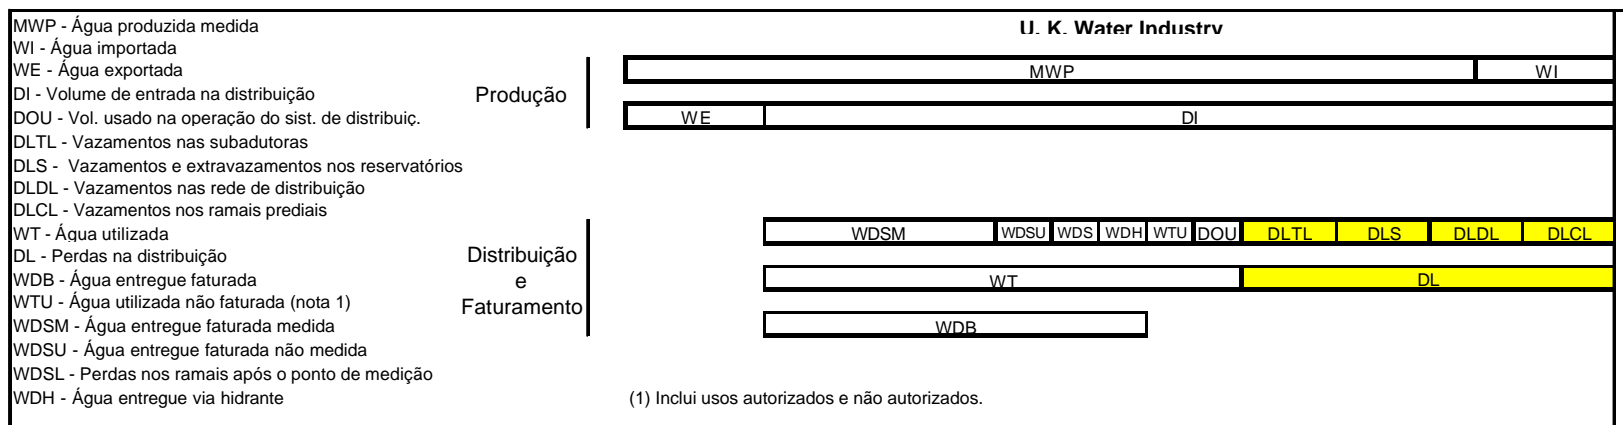 MWP - Água produzida medida
U. K. Water Industry
WI - Água importada
WE - Água exportada
MWP WI
DI - Volume de entrada na distribuição
Produção
DOU - Vol. usado na operação do sist. de distribuiç.
WE DI
DLTL - Vazamentos nas subadutoras
DLS - Vazamentos e extravazamentos nos reservatórios
DLDL - Vazamentos nas rede de distribuição
DLCL - Vazamentos nos ramais prediais
WT - Água utilizada
WDSM WDSU WDS WDH WTU DOU DLTL DLS DLDL DLCL
DL - Perdas na distribuição
Distribuição
e
Faturamento
WDB - Água entregue faturada
WT DL
WTU - Água utilizada não faturada (nota 1)
WDSM - Água entregue faturada medida
WDB
WDSU - Água entregue faturada não medida
WDSL - Perdas nos ramais após o ponto de medição
WDH - Água entregue via hidrante
(1) Inclui usos autorizados e não autorizados.